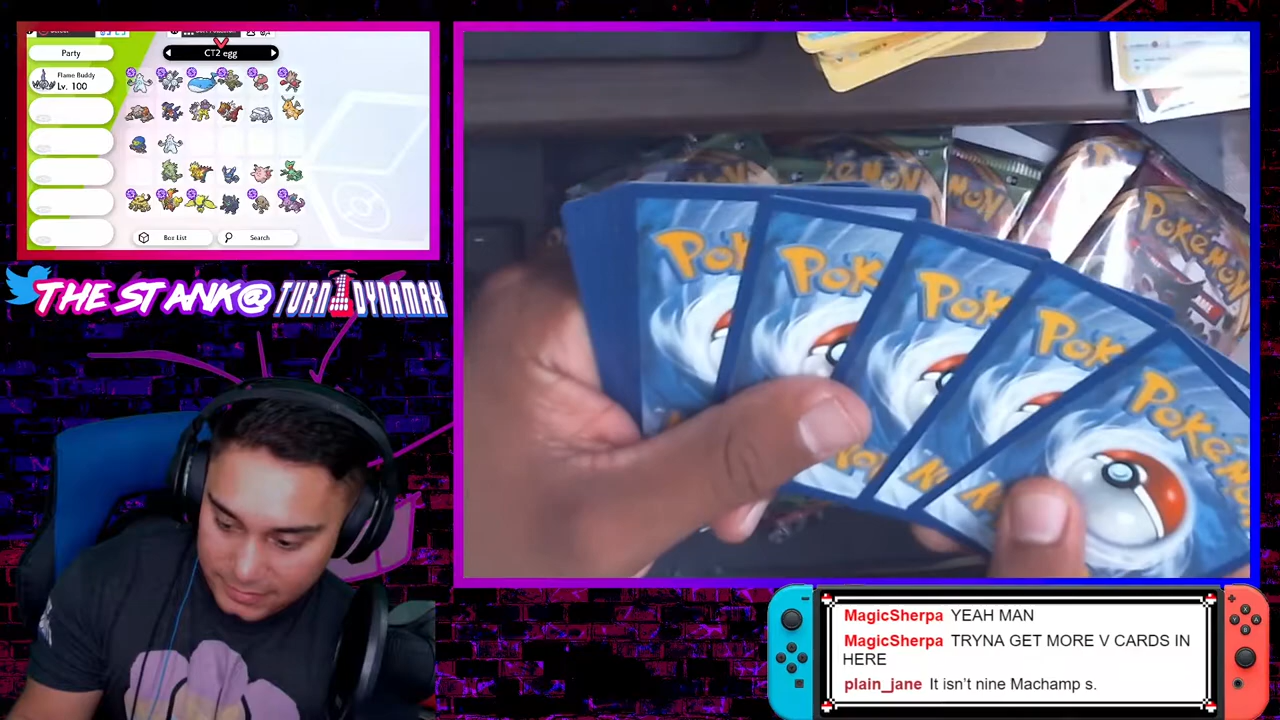 Party
CT2 egg
Flame Buddy
Lv. 100
Box List
Search
THE STANK@ TURN1DYNAMAX
POKéMON
MagicSherpa YEAH MAN
MagicSherpa TRYNA GET MORE V CARDS IN
HERE
plain_jane It isn't nine Machamp s.